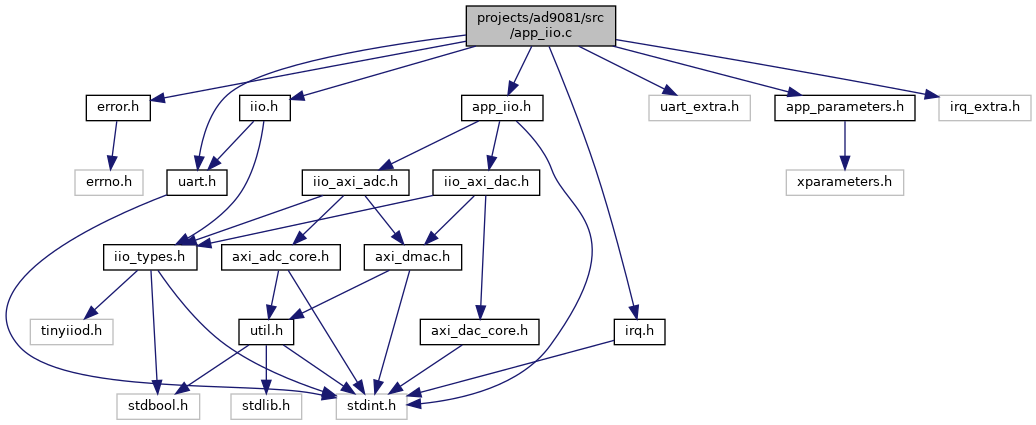 projects/ad9081/src
/app_iio.c
error.h
iio.h
app_iio.h
uart_extra.h
app_parameters.h
irq_extra.h
errno.h
uart.h
iio_axi_adc.h
iio_axi_dac.h
xparameters.h
iio_types.h
axi_adc_core.h
axi_dmac.h
tinyiiod.h
util.h
axi_dac_core.h
irq.h
stdbool.h
stdlib.h
stdint.h